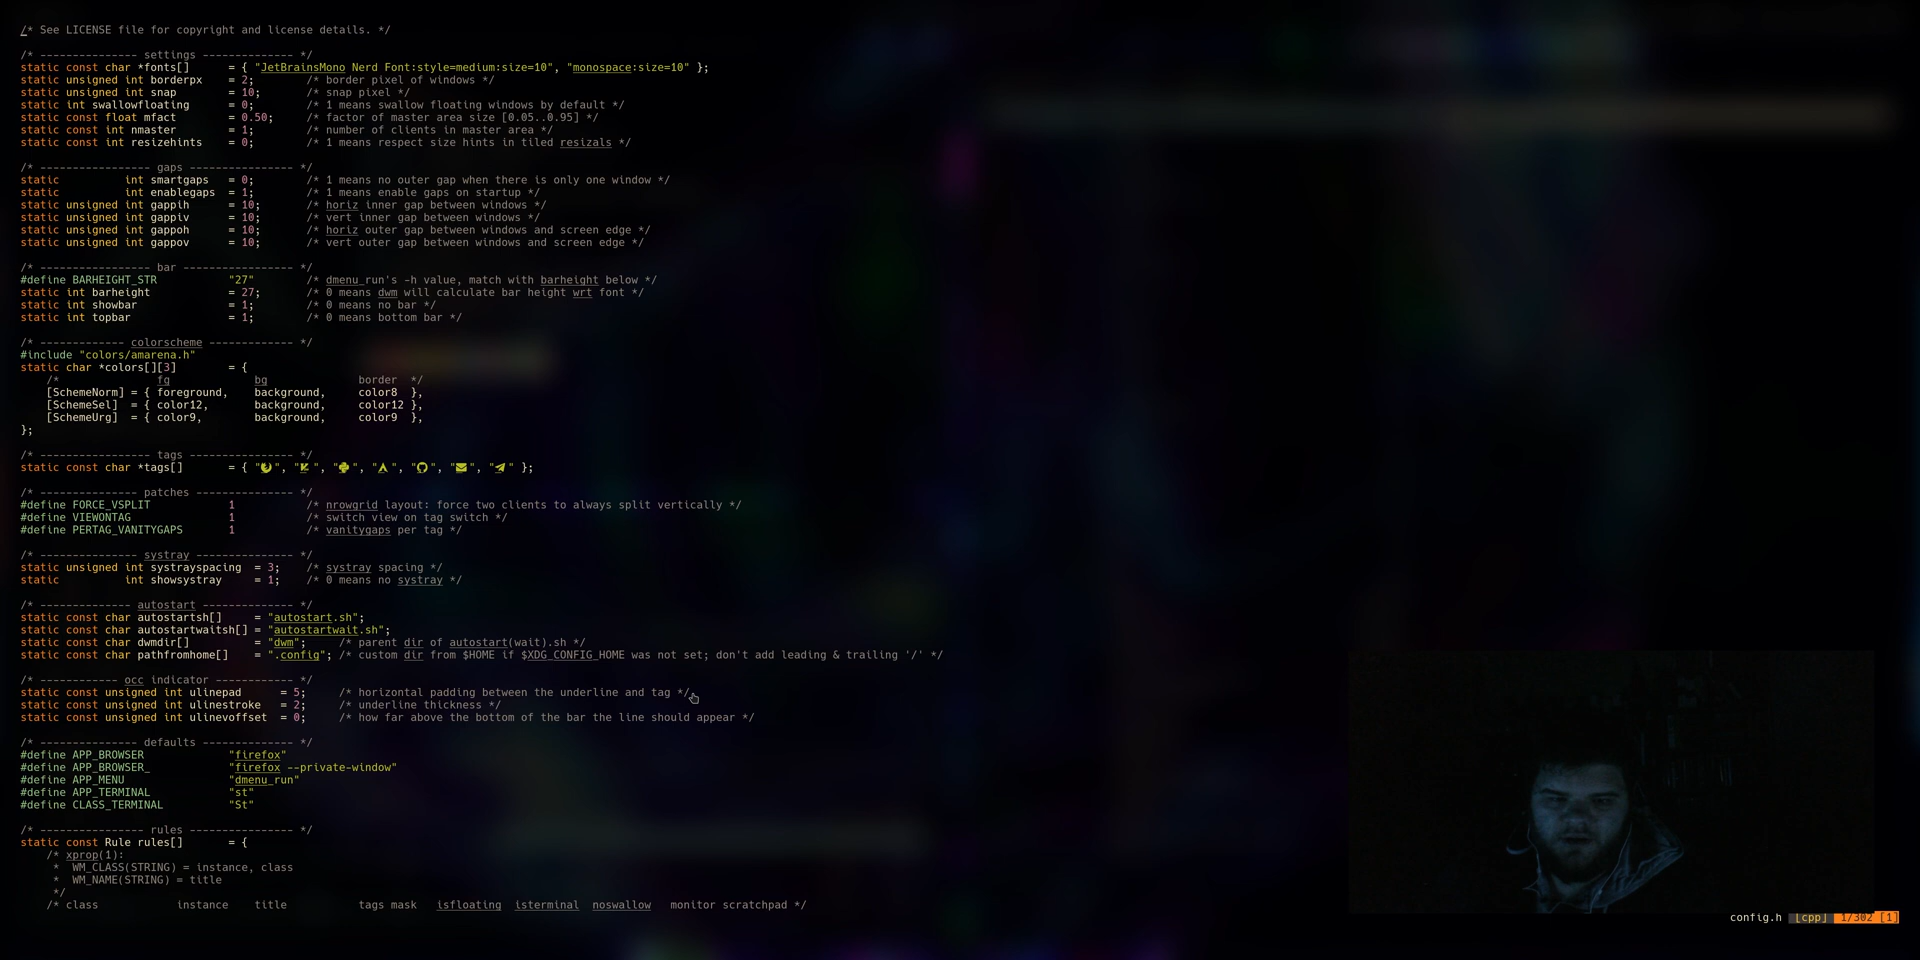 /* See LICENSE file for copyright and license details. */
/* --------------- settings -------------- */
static const char *fonts[]      = { "JetBrainsMono Nerd Font:style=medium:size=10", "monospace:size=10" };
static unsigned int borderpx    = 2;        /* border pixel of windows */
static unsigned int snap        = 10;       /* snap pixel */
static int swallowfloating      = 0;        /* 1 means swallow floating windows by default */
static const float mfact        = 0.50;     /* factor of master area size [0.05..0.95] */
static const int nmaster        = 1;        /* number of clients in master area */
static const int resizehints    = 0;        /* 1 means respect size hints in tiled resizals */
/* ----------------- gaps ---------------- */
static          int smartgaps   = 0;        /* 1 means no outer gap when there is only one window */
static          int enablegaps  = 1;        /* 1 means enable gaps on startup */
static unsigned int gappih      = 10;       /* horiz inner gap between windows */
static unsigned int gappiv      = 10;       /* vert inner gap between windows */
static unsigned int gappoh      = 10;       /* horiz outer gap between windows and screen edge */
static unsigned int gappov      = 10;       /* vert outer gap between windows and screen edge */
/* ----------------- bar ----------------- */
#define BARHEIGHT_STR           "27"        /* dmenu_run's -h value, match with barheight below */
static int barheight            = 27;       /* 0 means dwm will calculate bar height wrt font */
static int showbar              = 1;        /* 0 means no bar */
static int topbar               = 1;        /* 0 means bottom bar */
/* ------------- colorscheme ------------- */
#include "colors/amarena.h"
static char *colors[][3]        = {
    /*               fg             bg              border  */
    [SchemeNorm] = { foreground,    background,     color8  },
    [SchemeSel]  = { color12,       background,     color12 },
    [SchemeUrg]  = { color9,        background,     color9  },
};
/* ----------------- tags ---------------- */
static const char *tags[]       = { "", "", "", "", "", "", "" };
/* --------------- patches --------------- */
#define FORCE_VSPLIT            1           /* nrowgrid layout: force two clients to always split vertically */
#define VIEWONTAG               1           /* switch view on tag switch */
#define PERTAG_VANITYGAPS       1           /* vanitygaps per tag */
/* --------------- systray --------------- */
static unsigned int systrayspacing  = 3;    /* systray spacing */
static          int showsystray     = 1;    /* 0 means no systray */
/* -------------- autostart -------------- */
static const char autostartsh[]     = "autostart.sh";
static const char autostartwaitsh[] = "autostartwait.sh";
static const char dwmdir[]          = "dwm";     /* parent dir of autostart(wait).sh */
static const char pathfromhome[]    = ".config"; /* custom dir from $HOME if $XDG_CONFIG_HOME was not set; don't add leading & trailing '/' */
/* ------------ occ indicator ------------ */
static const unsigned int ulinepad      = 5;     /* horizontal padding between the underline and tag */
static const unsigned int ulinestroke   = 2;     /* underline thickness */
static const unsigned int ulinevoffset  = 0;     /* how far above the bottom of the bar the line should appear */
/* --------------- defaults -------------- */
#define APP_BROWSER             "firefox"
#define APP_BROWSER_            "firefox --private-window"
#define APP_MENU                "dmenu_run"
#define APP_TERMINAL            "st"
#define CLASS_TERMINAL          "St"
/* ---------------- rules ---------------- */
static const Rule rules[]       = {
    /* xprop(1):
     *  WM_CLASS(STRING) = instance, class
     *  WM_NAME(STRING) = title
     */
    /* class            instance    title           tags mask   isfloating  isterminal  noswallow   monitor scratchpad */
config.h [cpp] 1/302 [1]